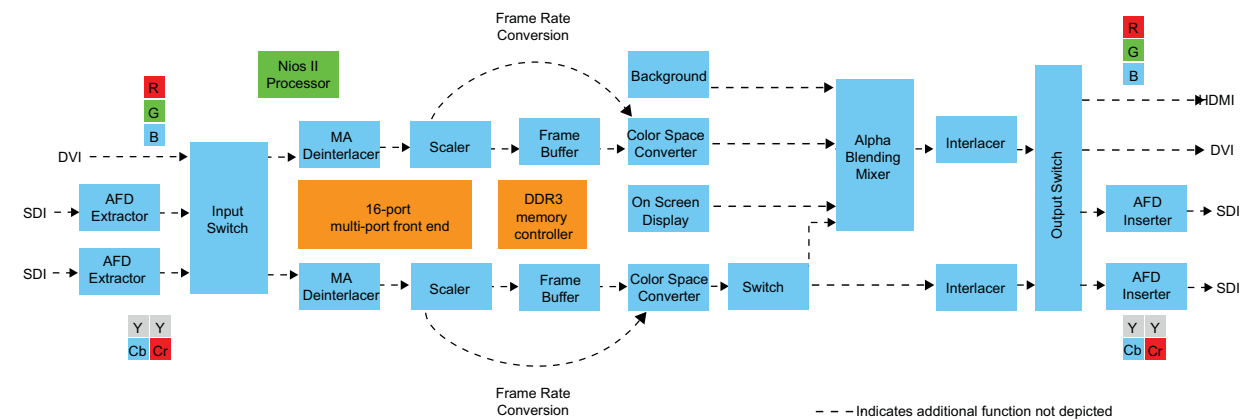 Frame Rate
Conversion
R
G
B
Nios II
Processor
Background
R
G
B
HDMI
DVI
MA
Deinterlacer
Scaler
Frame
Buffer
Color Space
Converter
Alpha
Blending
Mixer
Interlacer
DVI
SDI
AFD
Extractor
Input
Switch
16-port
multi-port front end
DDR3
memory
controller
On Screen
Display
Output Switch
AFD
Inserter
SDI
SDI
AFD
Extractor
MA
Deinterlacer
Scaler
Frame
Buffer
Color Space
Converter
Switch
Interlacer
AFD
Inserter
SDI
Y Y
Cb Cr
Y Y
Cb Cr
Frame Rate
Conversion
Indicates additional function not depicted